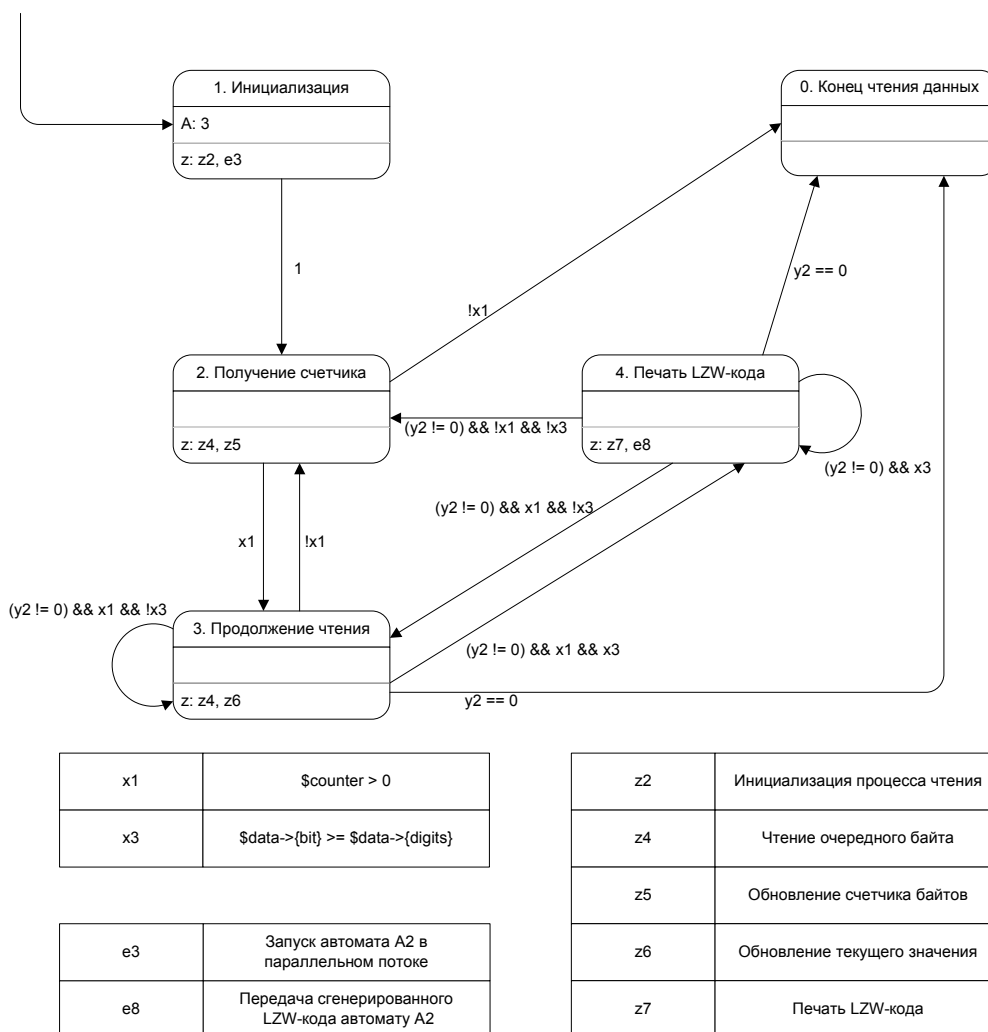 1. Инициализация
A: 3
z: z2, e3
0. Конец чтения данных
1
!x1
y2 == 0
2. Получение счетчика
z: z4, z5
4. Печать LZW-кода
z: z7, e8
(y2 != 0) && !x1 && !x3
(y2 != 0) && x3
(y2 != 0) && x1 && !x3
x1
!x1
(y2 != 0) && x1 && !x3
3. Продолжение чтения
z: z4, z6
(y2 != 0) && x1 && x3
y2 == 0
x1 $counter > 0
x3 $data->{bit} >= $data->{digits}
e3 Запуск автомата A2 в
параллельном потоке
e8 Передача сгенерированного
LZW-кода автомату A2
z2 Инициализация процесса чтения
z4 Чтение очередного байта
z5 Обновление счетчика байтов
z6 Обновление текущего значения
z7 Печать LZW-кода